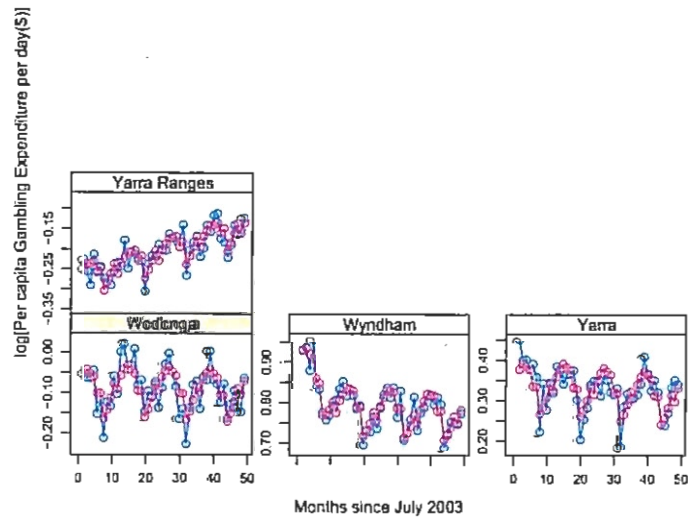 log[Per capita Gambling Expenditure per day($)]
Yarra Ranges
-0.15
-0.25
-0.35
Wodonga
0.00
-0.10
-0.20
Wyndham
0.90
0.80
0.70
Yarra
0.40
0.30
0.20
0 10 20 30 40 50
0 10 20 30 40 50
Months since July 2003